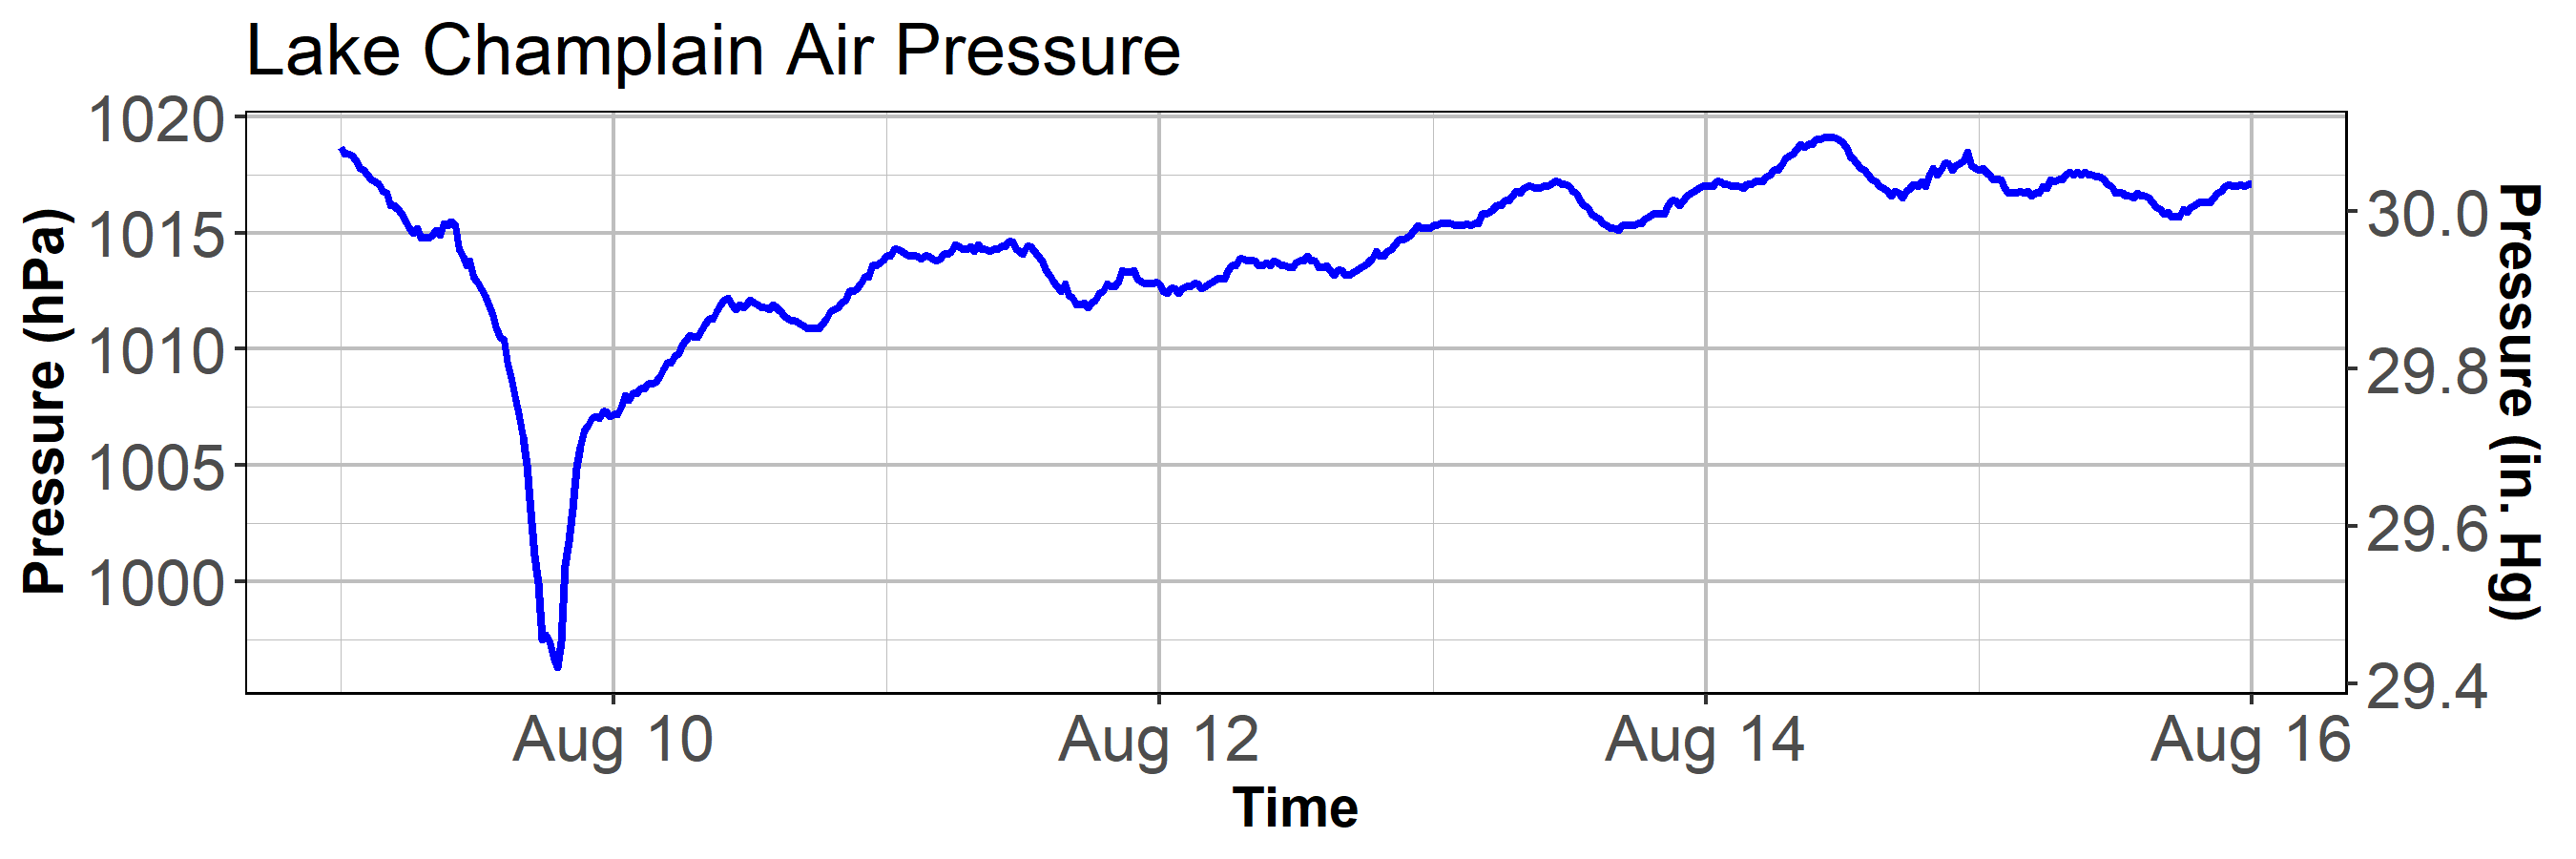 Lake Champlain Air Pressure
1020
1015
1010
1005
1000
Pressure (hPa)
30.0
29.8
29.6
29.4
Pressure (in. Hg)
Aug 10 Aug 12 Aug 14 Aug 16
Time